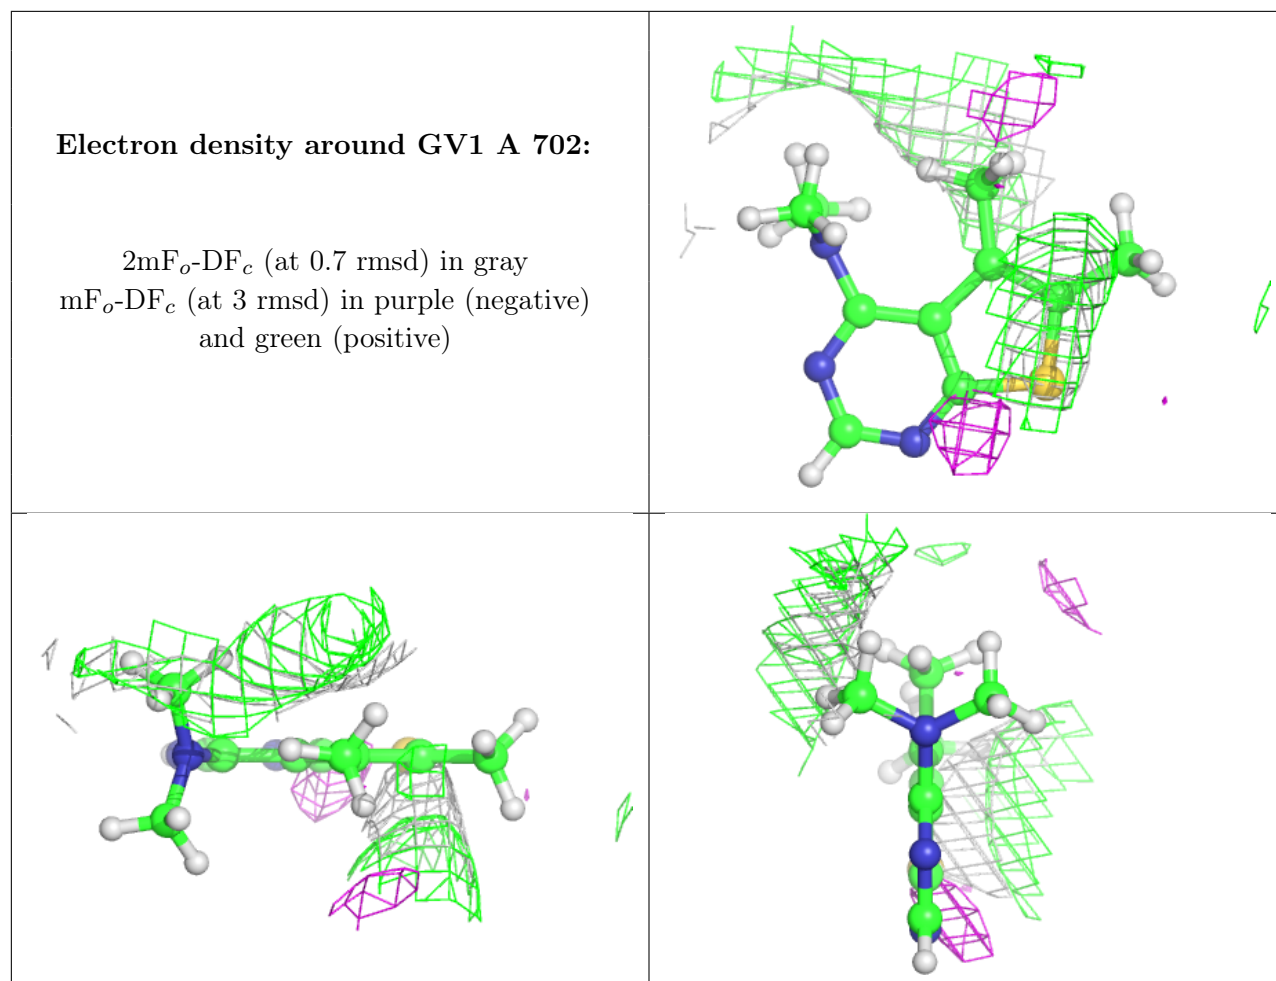 Electron density around GV1 A 702:
2mFo-DFc (at 0.7 rmsd) in gray
mFo-DFc (at 3 rmsd) in purple (negative)
and green (positive)